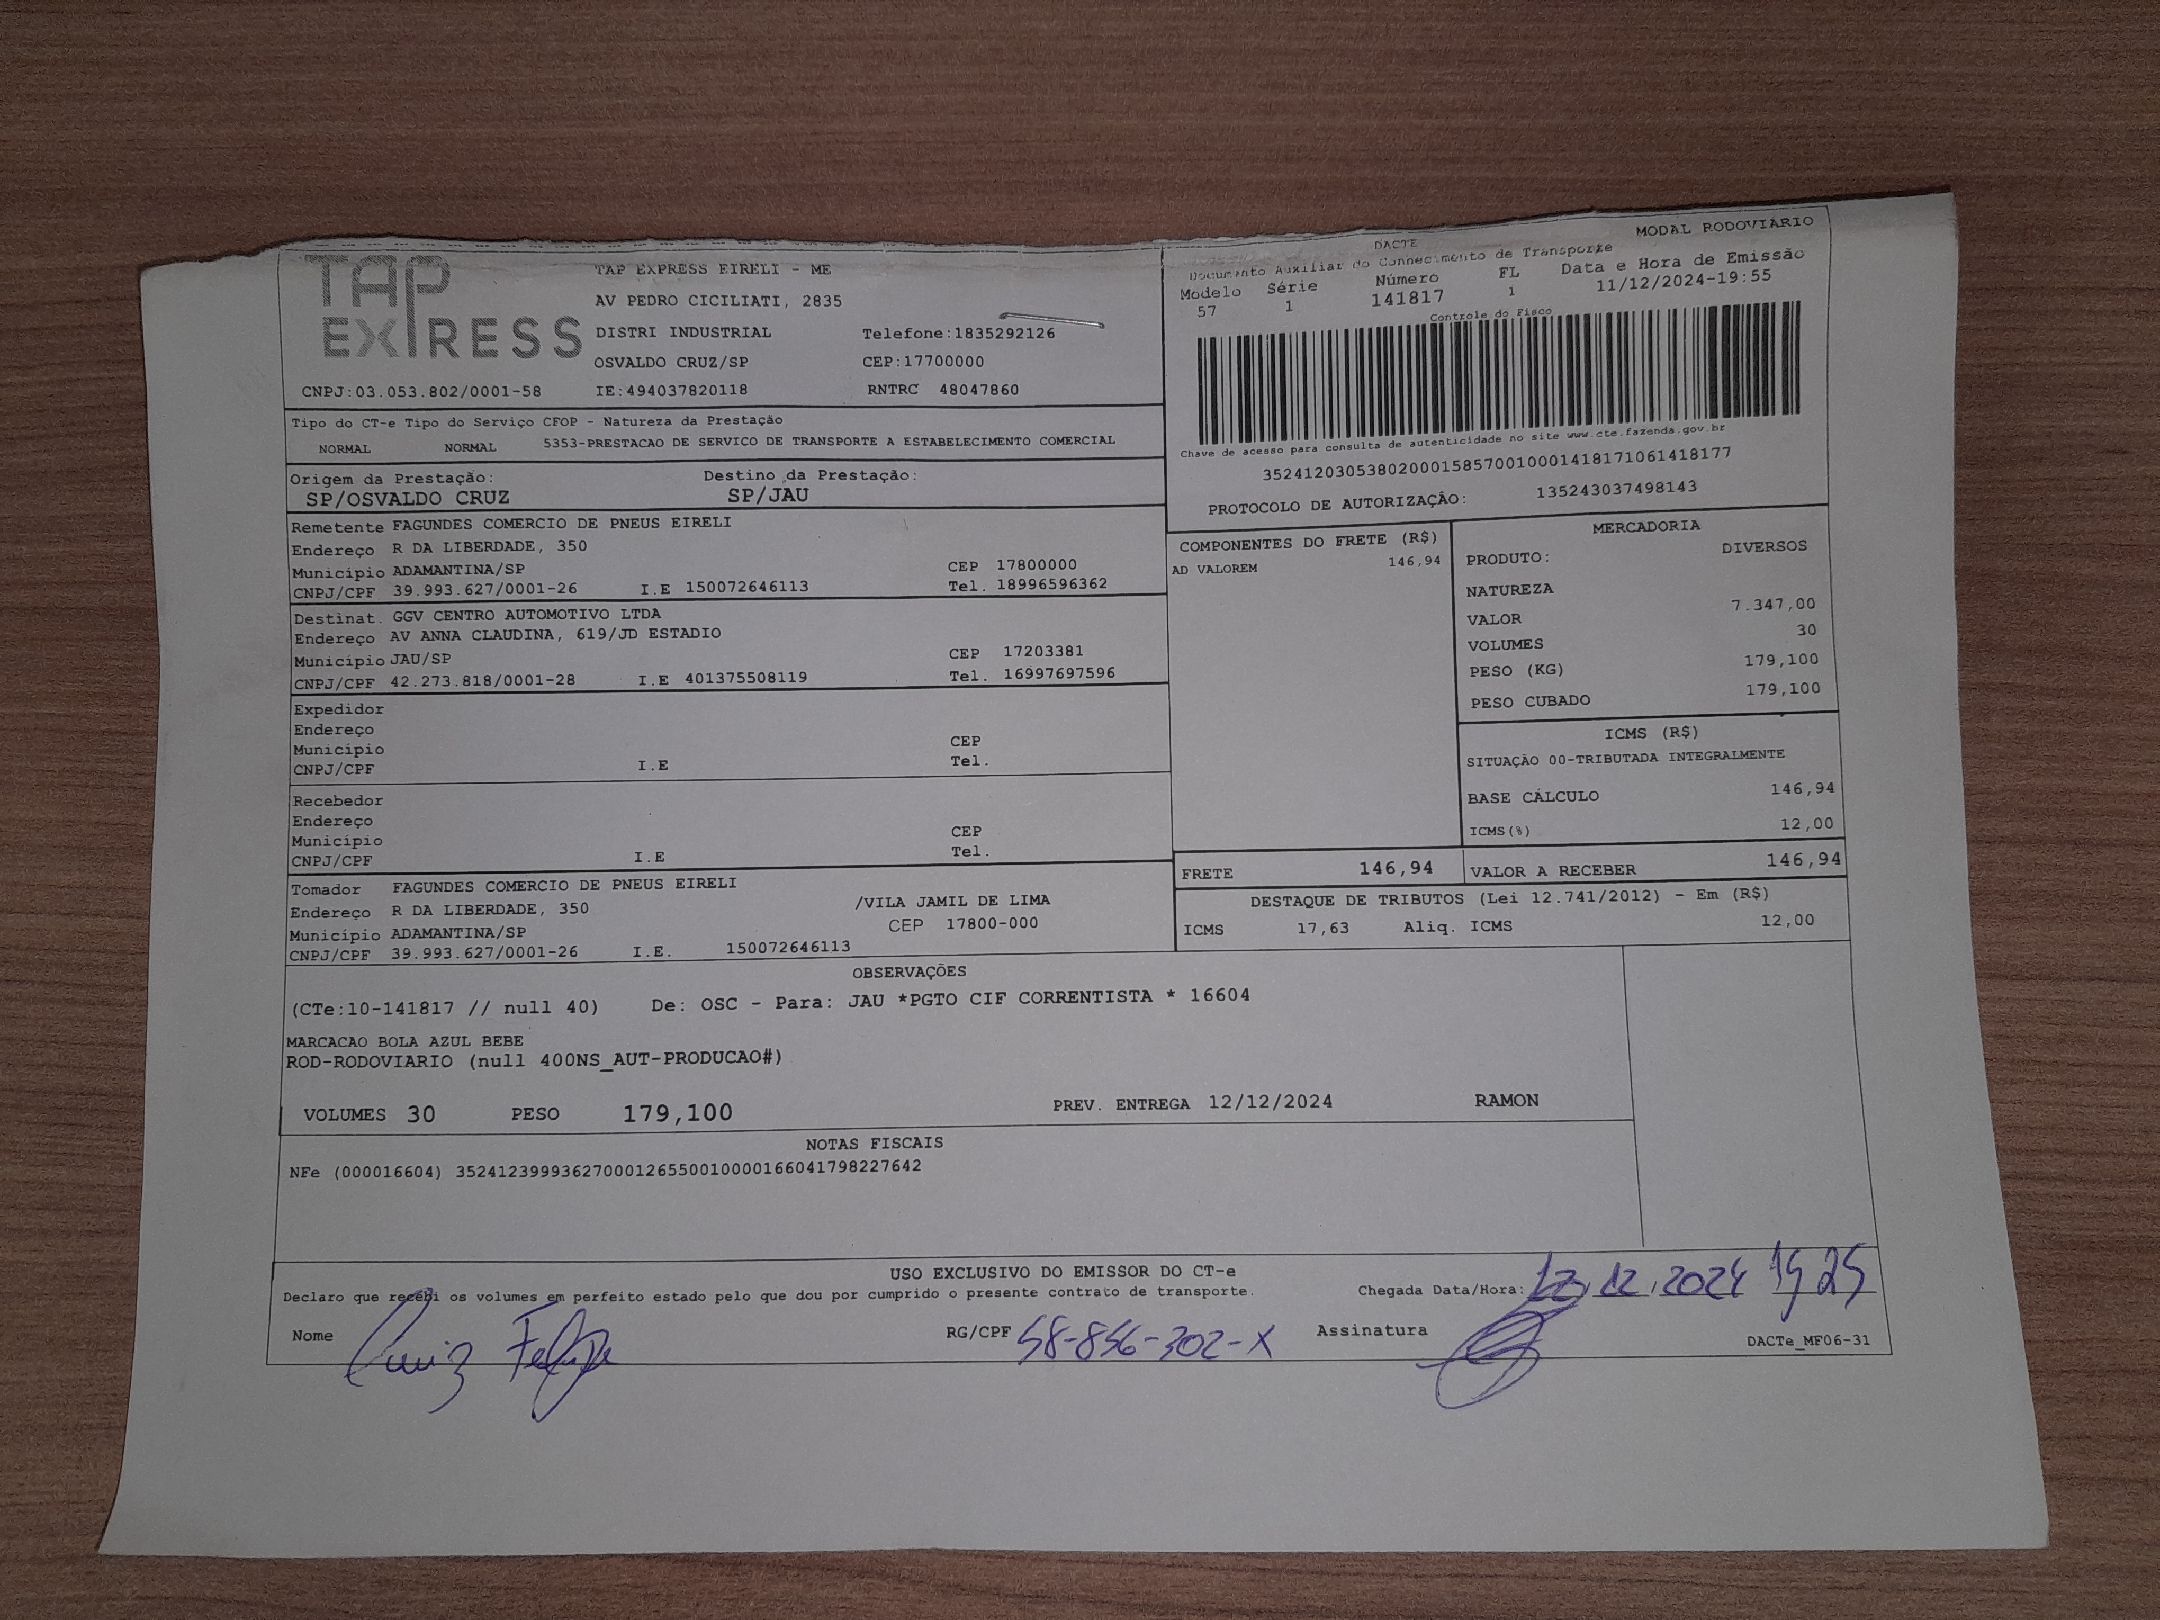 TAP EXPRESS
TAP EXPRESS EIRELI - ME
AV PEDRO CICILIATI, 2835
DISTRI INDUSTRIAL Telefone:1835292126
OSVALDO CRUZ/SP CEP:17700000
CNPJ:03.053.802/0001-58 IE:494037820118 RNTRC 48047860
MODAL RODOVIÁRIO
DACTE
Documento Auxiliar do Connecimento de Transporte
Modelo Série Número FL Data e Hora de Emissão
57 1 141817 1 11/12/2024-19:55
Controle do Fisco
Chave de acesso para consulta de autenticidade no site www.cte.fazenda.gov.br
35241203053802000158570010001418171061418177
PROTOCOLO DE AUTORIZAÇÃO: 135243037498143
Tipo do CT-e Tipo do Serviço CFOP - Natureza da Prestação
NORMAL NORMAL 5353-PRESTACAO DE SERVICO DE TRANSPORTE A ESTABELECIMENTO COMERCIAL
Origem da Prestação: Destino da Prestação:
SP/OSVALDO CRUZ SP/JAU
Remetente FAGUNDES COMERCIO DE PNEUS EIRELI
Endereço R DA LIBERDADE, 350
Município ADAMANTINA/SP CEP 17800000
CNPJ/CPF 39.993.627/0001-26 I.E 150072646113 Tel. 18996596362
Destinat. GGV CENTRO AUTOMOTIVO LTDA
Endereço AV ANNA CLAUDINA, 619/JD ESTADIO
Município JAU/SP CEP 17203381
CNPJ/CPF 42.273.818/0001-28 I.E 401375508119 Tel. 16997697596
Expedidor
Endereço
Município CEP
CNPJ/CPF I.E Tel.
Recebedor
Endereço
Município CEP
CNPJ/CPF I.E Tel.
Tomador FAGUNDES COMERCIO DE PNEUS EIRELI
Endereço R DA LIBERDADE, 350 /VILA JAMIL DE LIMA
Município ADAMANTINA/SP CEP 17800-000
CNPJ/CPF 39.993.627/0001-26 I.E. 150072646113
COMPONENTES DO FRETE (R$)
AD VALOREM 146,94
MERCADORIA
PRODUTO: DIVERSOS
NATUREZA
VALOR 7.347,00
VOLUMES 30
PESO (KG) 179,100
PESO CUBADO 179,100
ICMS (R$)
SITUAÇÃO 00-TRIBUTADA INTEGRALMENTE
BASE CÁLCULO 146,94
ICMS(%) 12,00
FRETE 146,94 VALOR A RECEBER 146,94
DESTAQUE DE TRIBUTOS (Lei 12.741/2012) - Em (R$)
ICMS 17,63 Aliq. ICMS 12,00
OBSERVAÇÕES
(CTe:10-141817 // null 40) De: OSC - Para: JAU *PGTO CIF CORRENTISTA * 16604
MARCACAO BOLA AZUL BEBE
ROD-RODOVIARIO (null 400NS_AUT-PRODUCAO#)
VOLUMES 30 PESO 179,100 PREV. ENTREGA 12/12/2024 RAMON
NOTAS FISCAIS
NFe (000016604) 35241239993627000126550010000166041798227642
USO EXCLUSIVO DO EMISSOR DO CT-e
Declaro que recebi os volumes em perfeito estado pelo que dou por cumprido o presente contrato de transporte. Chegada Data/Hora: 12/12/2024
Nome Luiz Felipe RG/CPF 58-856-302-X Assinatura
DACTe_MF06-31